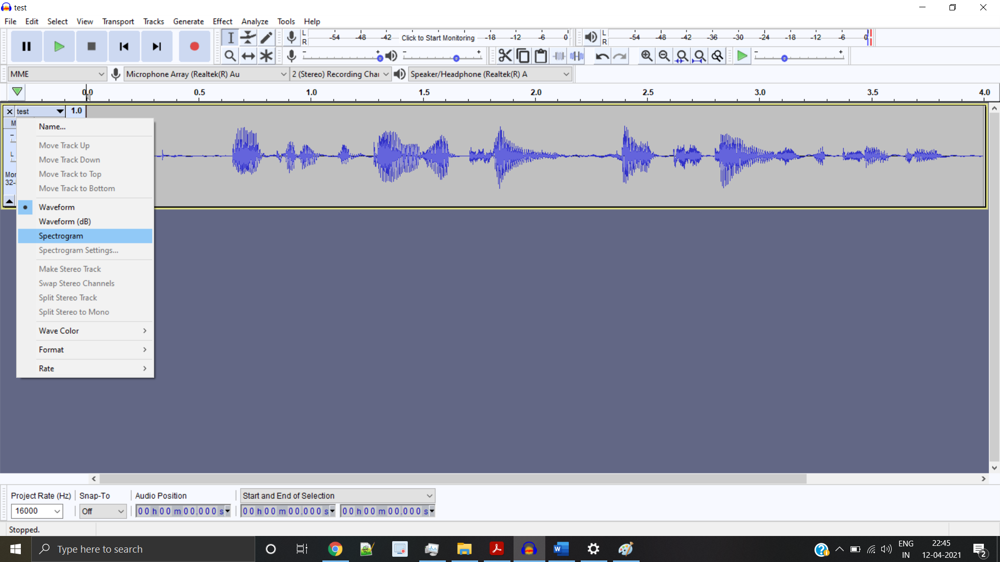 test
File Edit Select View Transport Tracks Generate Effect Analyze Tools Help
L
R
-54 -48 -42 Click to Start Monitoring -18 -12 -6 0
L
R
-54 -48 -42 -36 -30 -24 -18 -12 -6 0
- + - + - +
MME Microphone Array (Realtek(R) Au 2 (Stereo) Recording Chai Speaker/Headphone (Realtek(R) A
0.0 0.5 1.0 1.5 2.0 2.5 3.0 3.5 4.0
test 1.0
M
Name...
-
Move Track Up
L
Move Track Down
Mor
Move Track to Top
32-
Move Track to Bottom
Waveform
Waveform (dB)
Spectrogram
Spectrogram Settings...
Make Stereo Track
Swap Stereo Channels
Split Stereo Track
Split Stereo to Mono
Wave Color
Format
Rate
Project Rate (Hz) Snap-To Audio Position Start and End of Selection
16000 Off 00 h 00 m 00.000 s 00 h 00 m 00.000 s 00 h 00 m 00.000 s
Stopped.
Type here to search
ENG
IN
22:45
12-04-2021
2